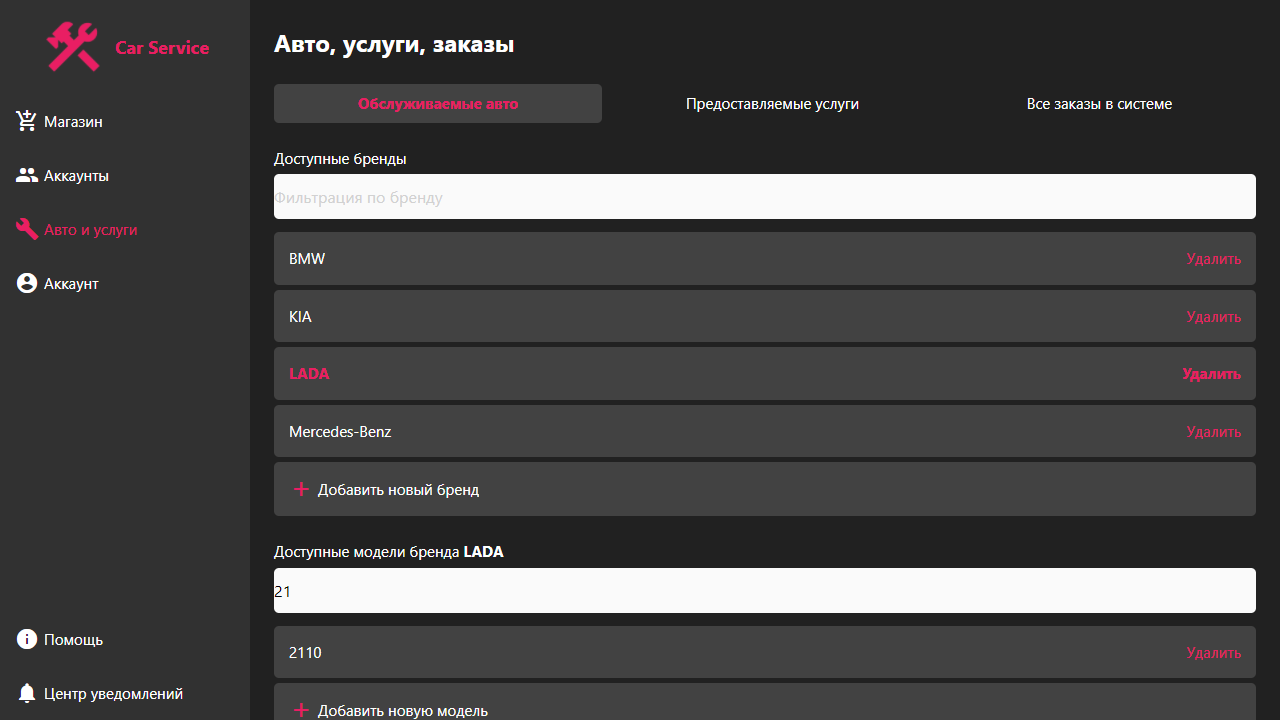 Car Service
Магазин
Аккаунты
Авто и услуги
Аккаунт
Помощь
Центр уведомлений
Авто, услуги, заказы
Обслуживаемые авто
Предоставляемые услуги
Все заказы в системе
Доступные бренды
Фильтрация по бренду
BMW Удалить
KIA Удалить
LADA Удалить
Mercedes-Benz Удалить
Добавить новый бренд
Доступные модели бренда LADA
21
2110 Удалить
Добавить новую модель